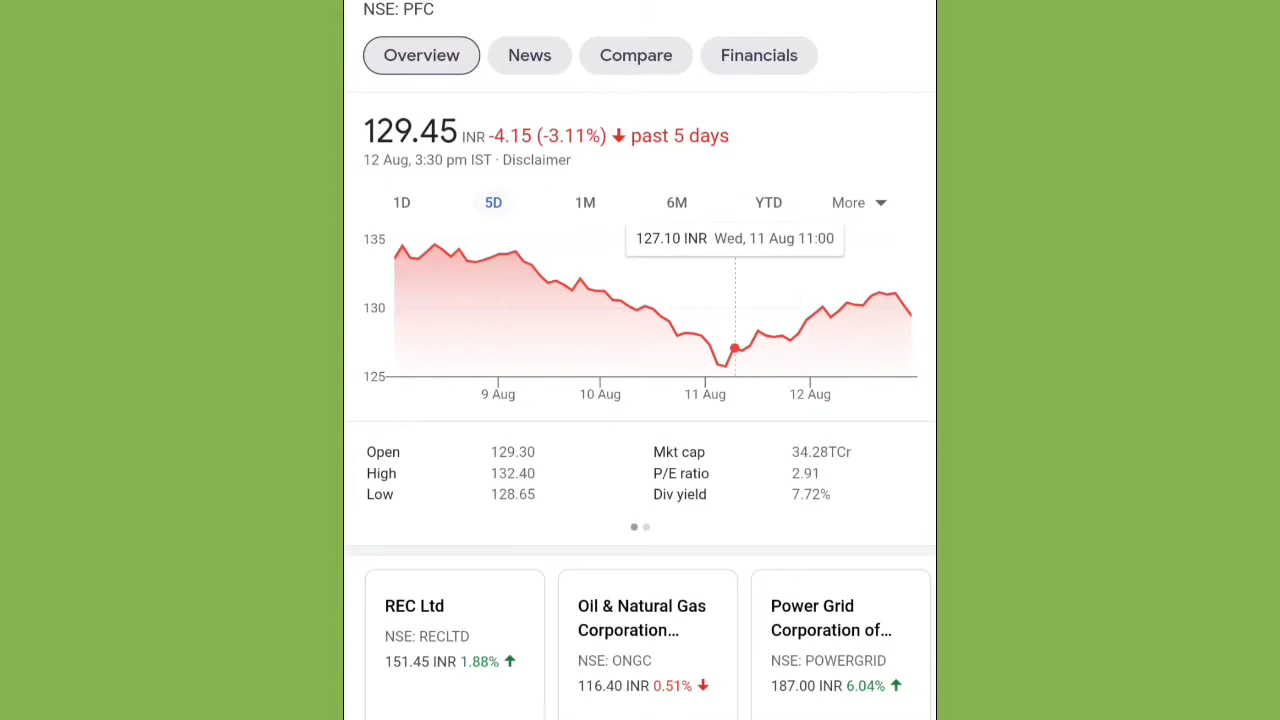 NSE: PFC
Overview News Compare Financials
129.45 INR -4.15 (-3.11%) ↓ past 5 days
12 Aug, 3:30 pm IST · Disclaimer
1D 5D 1M 6M YTD More
127.10 INR Wed, 11 Aug 11:00
135
130
125
9 Aug 10 Aug 11 Aug 12 Aug
Open 129.30 Mkt cap 34.28TCr
High 132.40 P/E ratio 2.91
Low 128.65 Div yield 7.72%
REC Ltd
NSE: RECLTD
151.45 INR 1.88% ↑
Oil & Natural Gas
Corporation...
NSE: ONGC
116.40 INR 0.51% ↓
Power Grid
Corporation of...
NSE: POWERGRID
187.00 INR 6.04% ↑